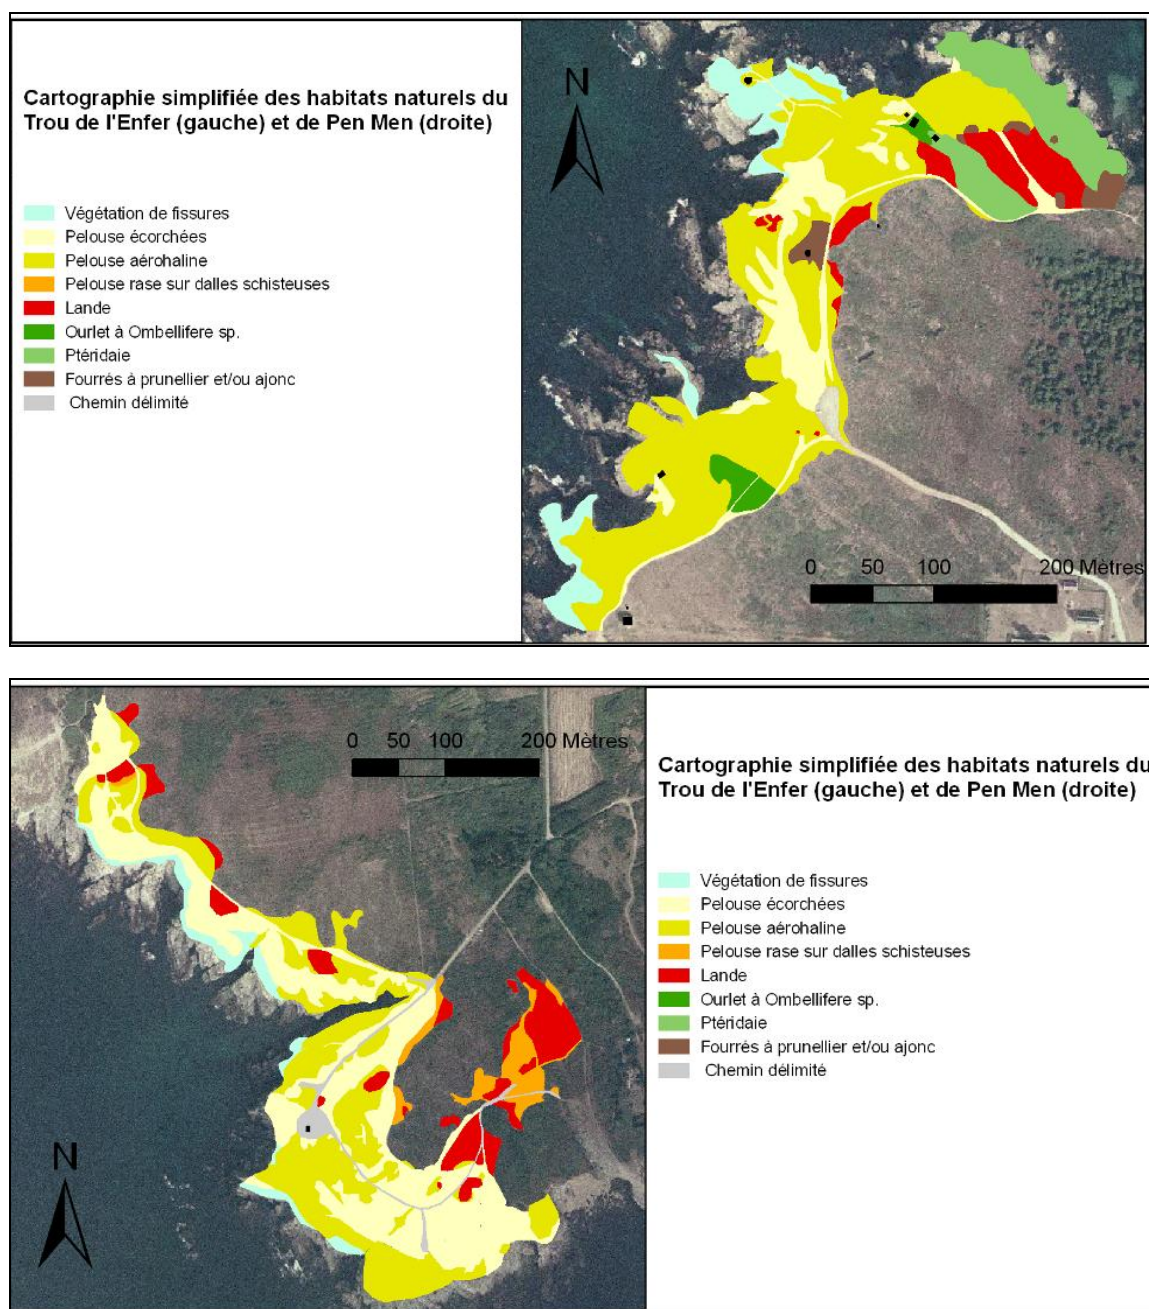 Cartographie simplifiée des habitats naturels du
Trou de l'Enfer (gauche) et de Pen Men (droite)
Végétation de fissures
Pelouse écorchées
Pelouse aérohaline
Pelouse rase sur dalles schisteuses
Lande
Ourlet à Ombellifere sp.
Ptéridaie
Fourrés à prunellier et/ou ajonc
Chemin délimité
N
0 50 100 200 Mètres
0 50 100 200 Mètres
N
Cartographie simplifiée des habitats naturels du
Trou de l'Enfer (gauche) et de Pen Men (droite)
Végétation de fissures
Pelouse écorchées
Pelouse aérohaline
Pelouse rase sur dalles schisteuses
Lande
Ourlet à Ombellifere sp.
Ptéridaie
Fourrés à prunellier et/ou ajonc
Chemin délimité